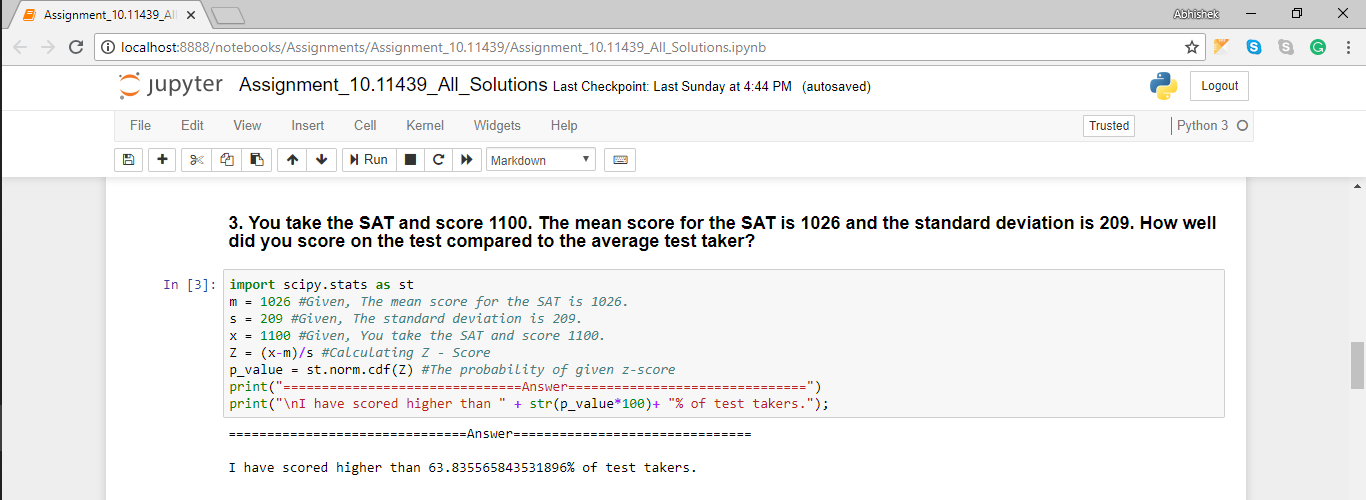 Assignment_10.11439_All
Abhishek
localhost:8888/notebooks/Assignments/Assignment_10.11439/Assignment_10.11439_All_Solutions.ipynb
jupyter Assignment_10.11439_All_Solutions Last Checkpoint: Last Sunday at 4:44 PM (autosaved)
Logout
File Edit View Insert Cell Kernel Widgets Help
Trusted
Python 3
Run
Markdown
3. You take the SAT and score 1100. The mean score for the SAT is 1026 and the standard deviation is 209. How well
did you score on the test compared to the average test taker?
In [3]: import scipy.stats as st
m = 1026 #Given, The mean score for the SAT is 1026.
s = 209 #Given, The standard deviation is 209.
x = 1100 #Given, You take the SAT and score 1100.
Z = (x-m)/s #Calculating Z - Score
p_value = st.norm.cdf(Z) #The probability of given z-score
print("===============================Answer===============================")
print("\nI have scored higher than " + str(p_value*100)+ "% of test takers.");
===============================Answer===============================
I have scored higher than 63.835565843531896% of test takers.